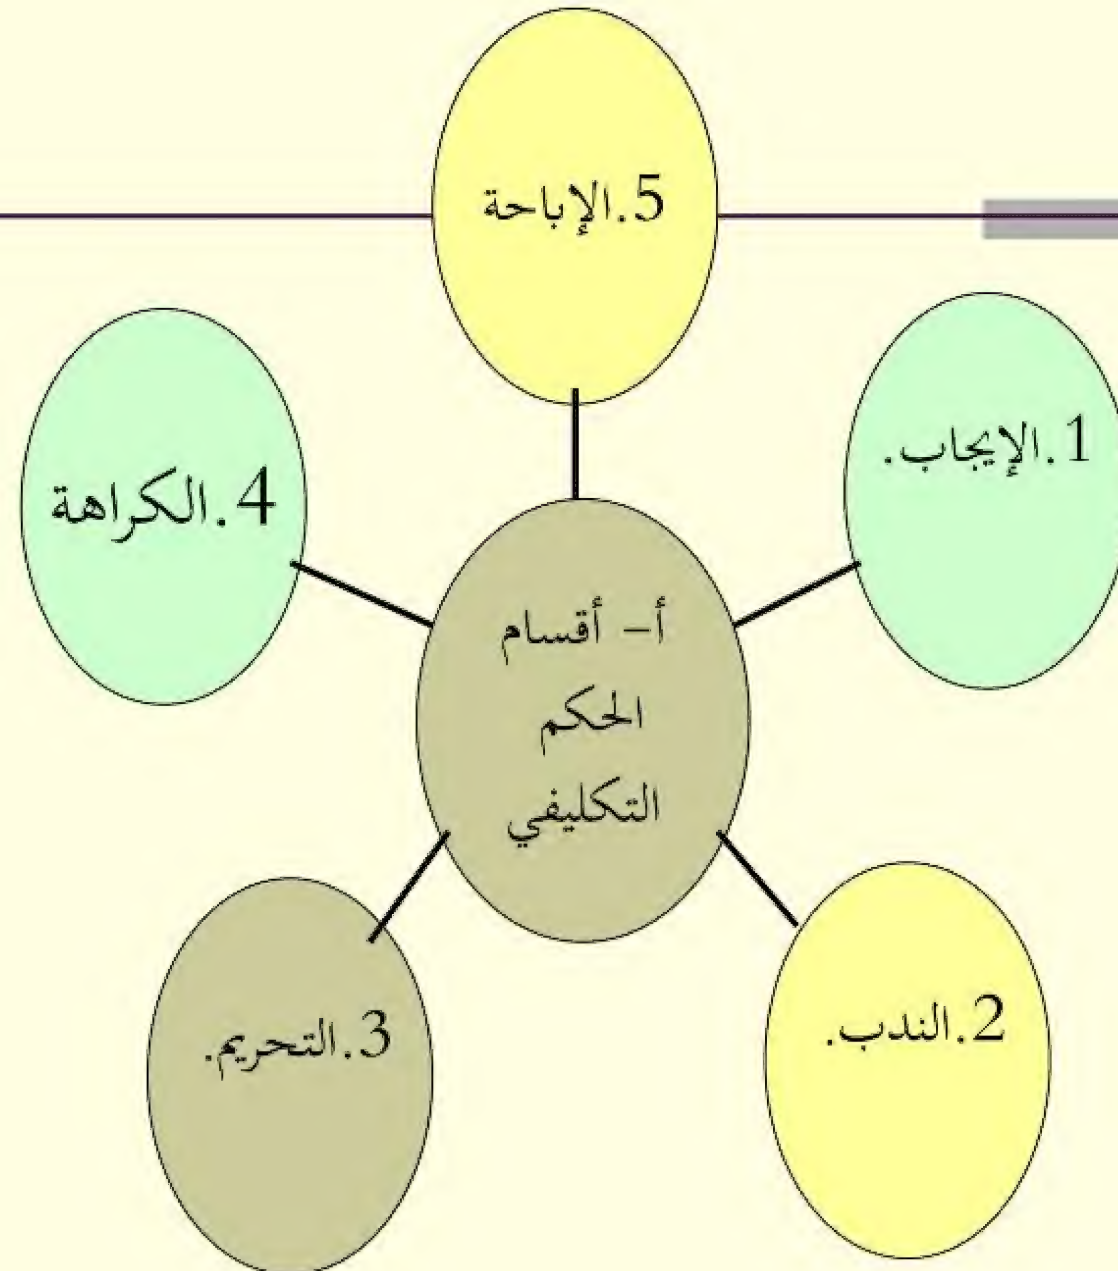 أ- أقسام
الحكم
التكليفي
1.الإيجاب.
2.الندب.
3.التحريم.
4.الكراهة
5.الإباحة